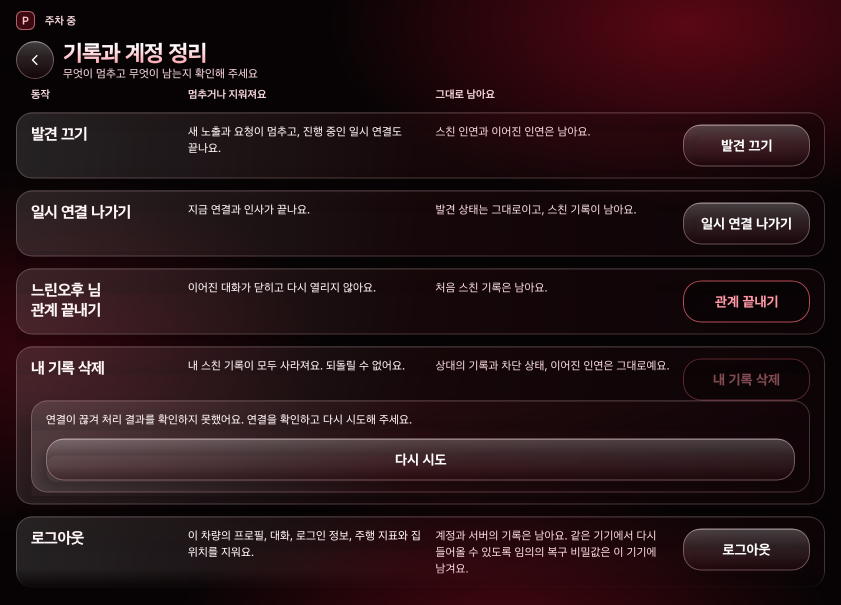 P 주차 중
기록과 계정 정리
무엇이 멈추고 무엇이 남는지 확인해 주세요
동작 멈추거나 지워져요 그대로 남아요
발견 끄기
새 노출과 요청이 멈추고, 진행 중인 일시 연결도
끝나요.
스친 인연과 이어진 인연은 남아요.
발견 끄기
일시 연결 나가기
지금 연결과 인사가 끝나요.
발견 상태는 그대로이고, 스친 기록이 남아요.
일시 연결 나가기
느린오후 님
관계 끝내기
이어진 대화가 닫히고 다시 열리지 않아요.
처음 스친 기록은 남아요.
관계 끝내기
내 기록 삭제
내 스친 기록이 모두 사라져요. 되돌릴 수 없어요.
상대의 기록과 차단 상태, 이어진 인연은 그대로예요.
내 기록 삭제
연결이 끊겨 처리 결과를 확인하지 못했어요. 연결을 확인하고 다시 시도해 주세요.
다시 시도
로그아웃
이 차량의 프로필, 대화, 로그인 정보, 주행 지표와 집
위치를 지워요.
계정과 서버의 기록은 남아요. 같은 기기에서 다시
들어올 수 있도록 임의의 복구 비밀값은 이 기기에
남겨요.
로그아웃